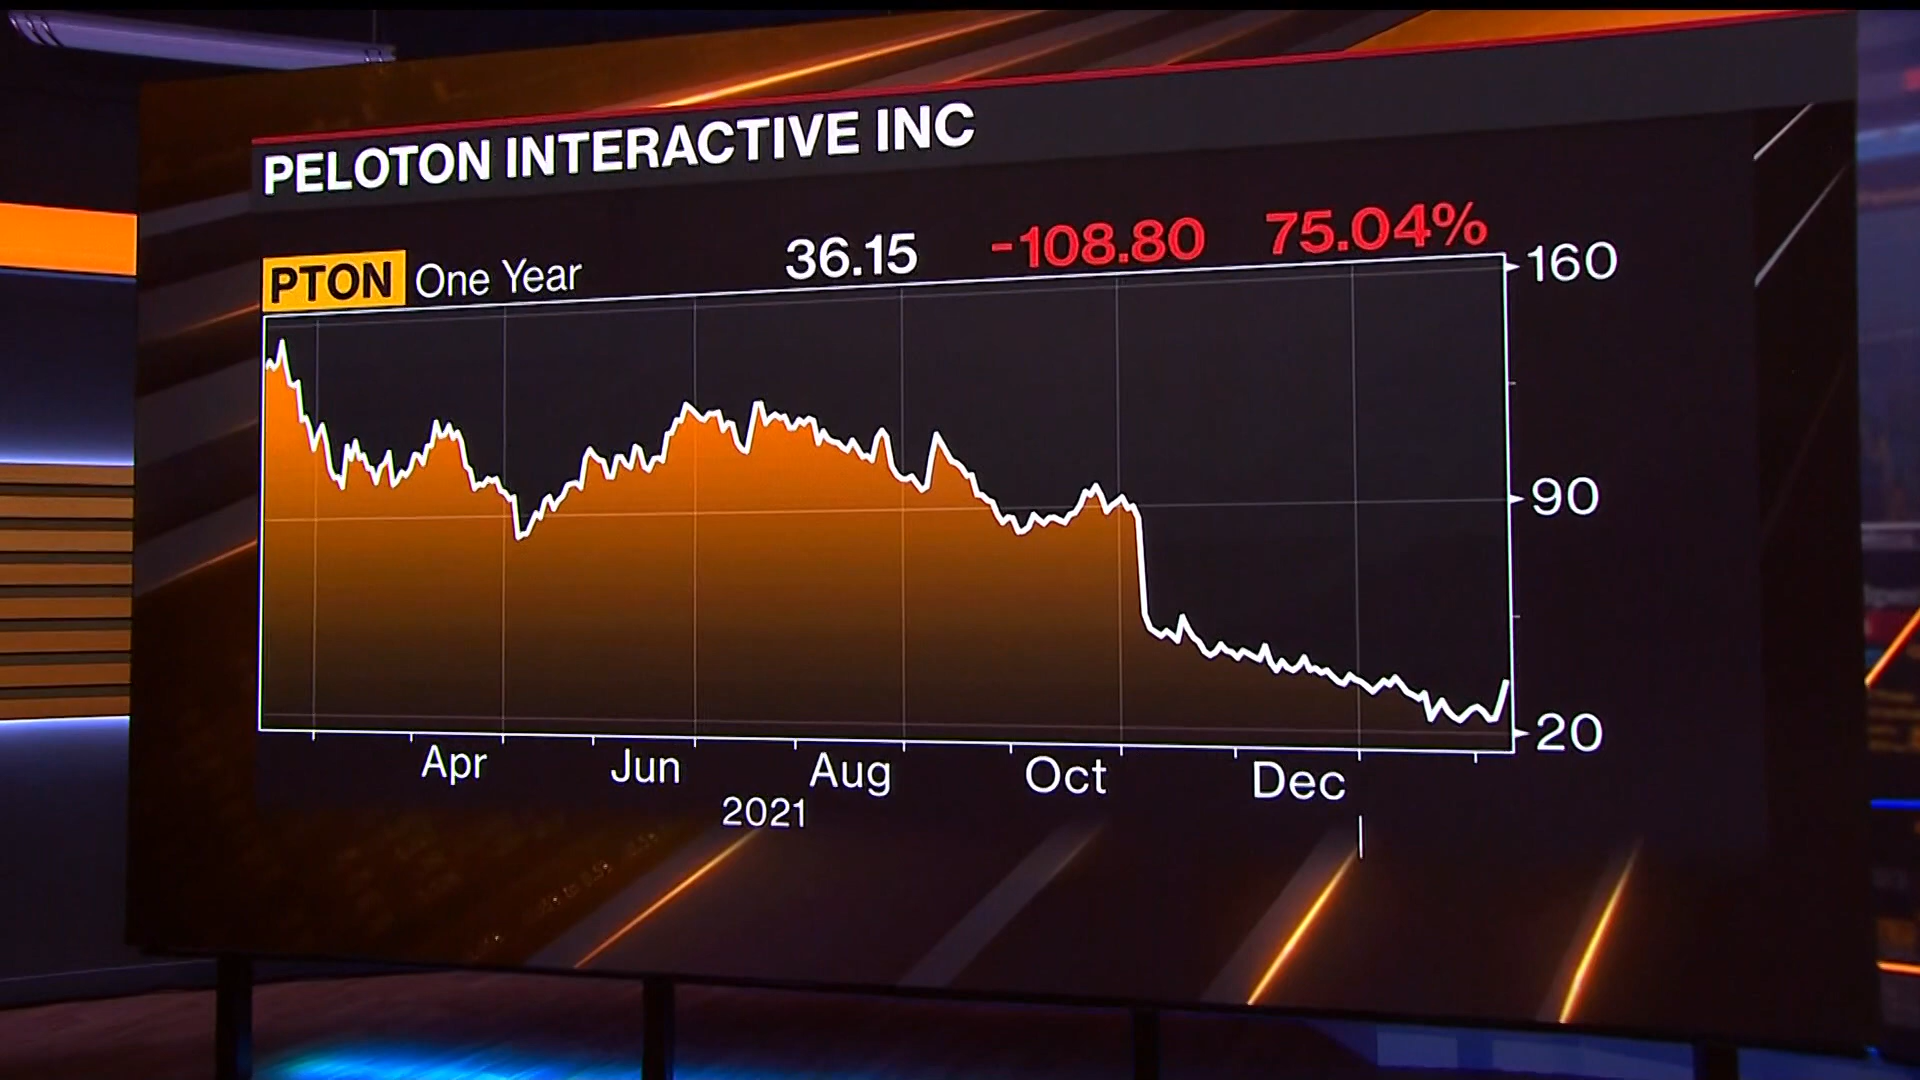 PELOTON INTERACTIVE INC
PTON One Year 36.15 -108.80 75.04%
160
90
20
Apr Jun Aug Oct Dec
2021